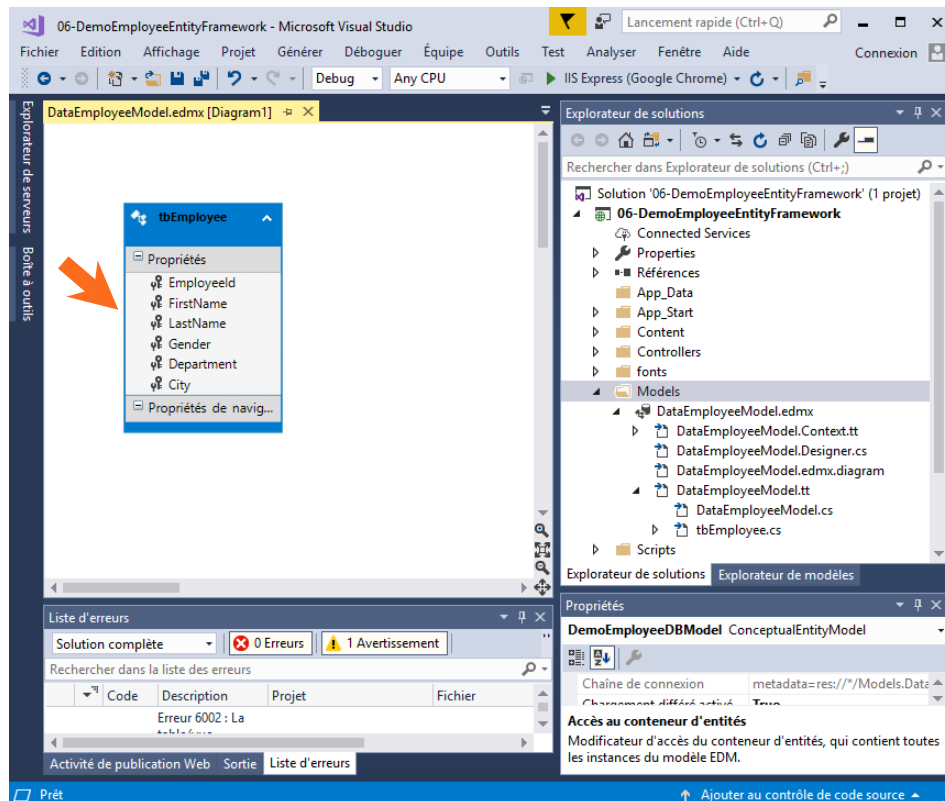 06-DemoEmployeeEntityFramework - Microsoft Visual Studio
Lancement rapide (Ctrl+Q)
Fichier Edition Affichage Projet Générer Déboguer Équipe Outils Test Analyser Fenêtre Aide Connexion
Debug Any CPU IIS Express (Google Chrome)
Explorateur de serveurs
Boîte à outils
DataEmployeeModel.edmx [Diagram1]
tbEmployee
Propriétés
EmployeeId
FirstName
LastName
Gender
Department
City
Propriétés de navig...
Explorateur de solutions
Rechercher dans Explorateur de solutions (Ctrl+;)
Solution '06-DemoEmployeeEntityFramework' (1 projet)
06-DemoEmployeeEntityFramework
Connected Services
Properties
Références
App_Data
App_Start
Content
Controllers
fonts
Models
DataEmployeeModel.edmx
DataEmployeeModel.Context.tt
DataEmployeeModel.Designer.cs
DataEmployeeModel.edmx.diagram
DataEmployeeModel.tt
DataEmployeeModel.cs
tbEmployee.cs
Scripts
Explorateur de solutions Explorateur de modèles
Liste d'erreurs
Solution complète 0 Erreurs 1 Avertissement
Rechercher dans la liste des erreurs
Code Description Projet Fichier
Erreur 6002 : La
table/vue
Activité de publication Web Sortie Liste d'erreurs
Propriétés
DemoEmployeeDBModel ConceptualEntityModel
Chaîne de connexion metadata=res://*/Models.Data
Chargement différé activé True
Accès au conteneur d'entités
Modificateur d'accès du conteneur d'entités, qui contient toutes
les instances du modèle EDM.
Prêt
Ajouter au contrôle de code source